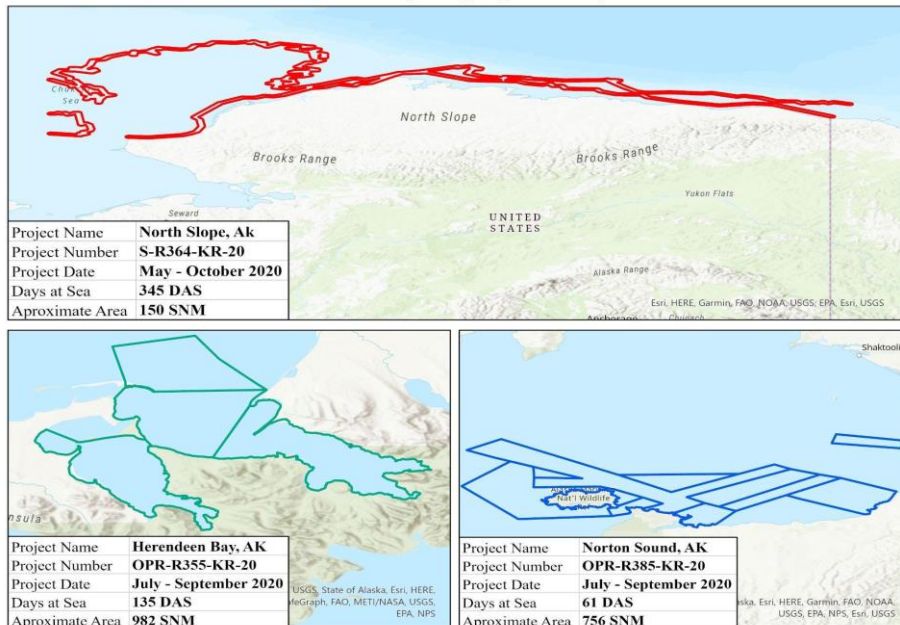 Chuk
Sea
North Slope
Brooks Range
Brooks Range
Yukon Flats
Seward
UNITED
STATES
Alaska Range
Anchorage
Chugach
Esri, HERE, Garmin, FAO, NOAA, USGS, EPA, Esri, USGS
Project Name North Slope, Ak
Project Number S-R364-KR-20
Project Date May - October 2020
Days at Sea 345 DAS
Aproximate Area 150 SNM
nsula
USGS, State of Alaska, Esri, HERE,
feGraph, FAO, METI/NASA, USGS,
EPA, NPS
Project Name Herendeen Bay, AK
Project Number OPR-R355-KR-20
Project Date July - September 2020
Days at Sea 135 DAS
Aproximate Area 982 SNM
Shaktooli
Nat'l Wildlife
Project Name Norton Sound, AK
Project Number OPR-R385-KR-20
Project Date July - September 2020
Days at Sea 61 DAS
Aproximate Area 756 SNM
ska, Esri, HERE, Garmin, FAO, NOAA,
USGS, EPA, NPS, Esri, USGS